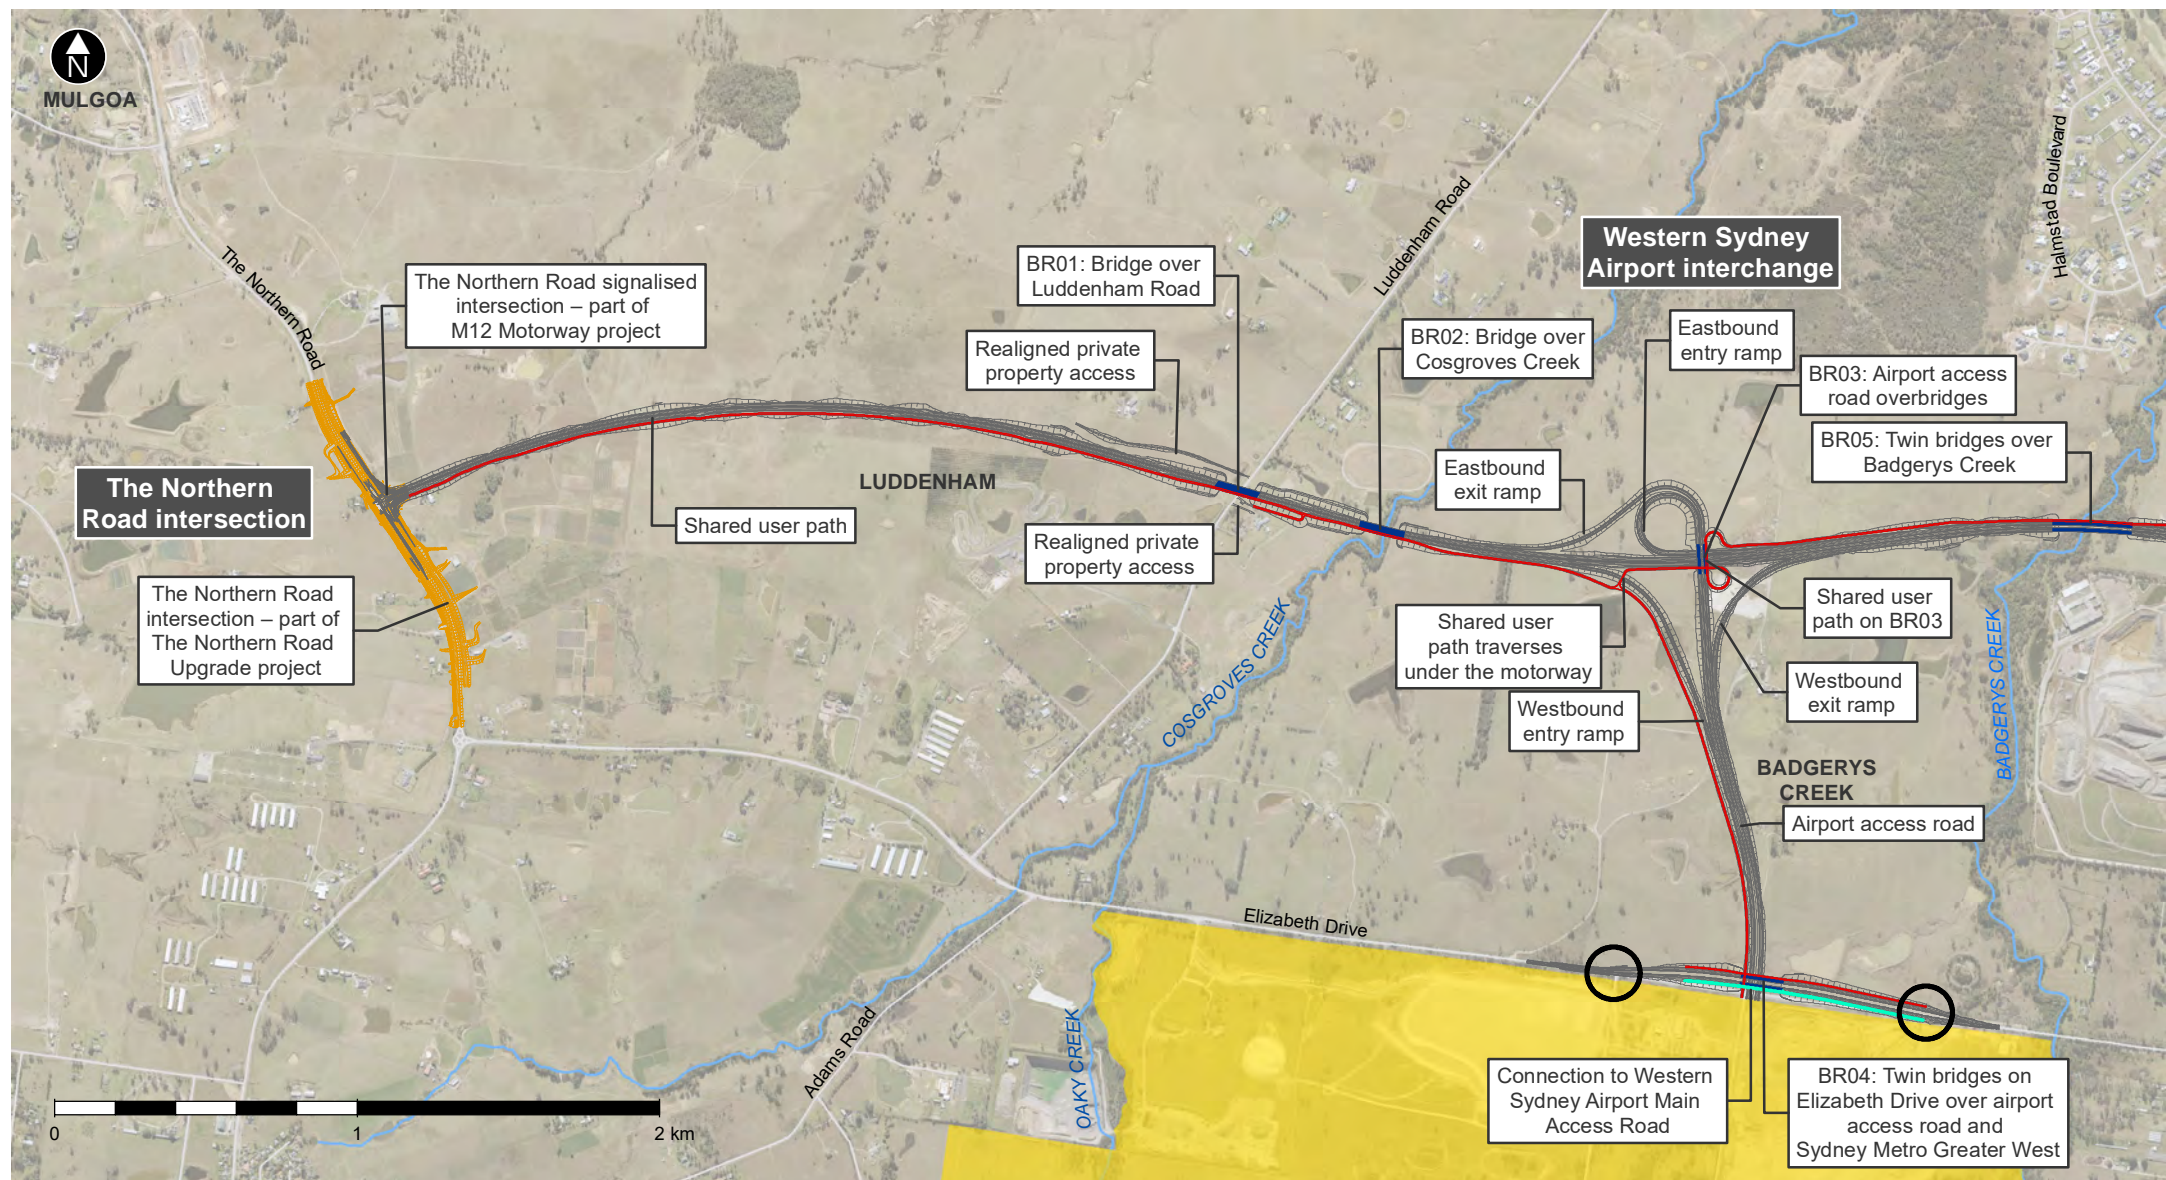 N
MULGOA
The Northern Road
The Northern Road signalised
intersection – part of
M12 Motorway project
The Northern
Road intersection
The Northern Road
intersection – part of
The Northern Road
Upgrade project
Shared user path
LUDDENHAM
Realigned private
property access
BR01: Bridge over
Luddenham Road
Realigned private
property access
Luddenham Road
BR02: Bridge over
Cosgroves Creek
Eastbound
exit ramp
Western Sydney
Airport interchange
Eastbound
entry ramp
BR03: Airport access
road overbridges
BR05: Twin bridges over
Badgerys Creek
Halmstad Boulevard
Shared user
path on BR03
Shared user
path traverses
under the motorway
Westbound
entry ramp
Westbound
exit ramp
BADGERYS
CREEK
Airport access road
BADGERYS CREEK
COSGROVES CREEK
Elizabeth Drive
Adams Road
OAKY CREEK
Connection to Western
Sydney Airport Main
Access Road
BR04: Twin bridges on
Elizabeth Drive over airport
access road and
Sydney Metro Greater West
0
1
2 km